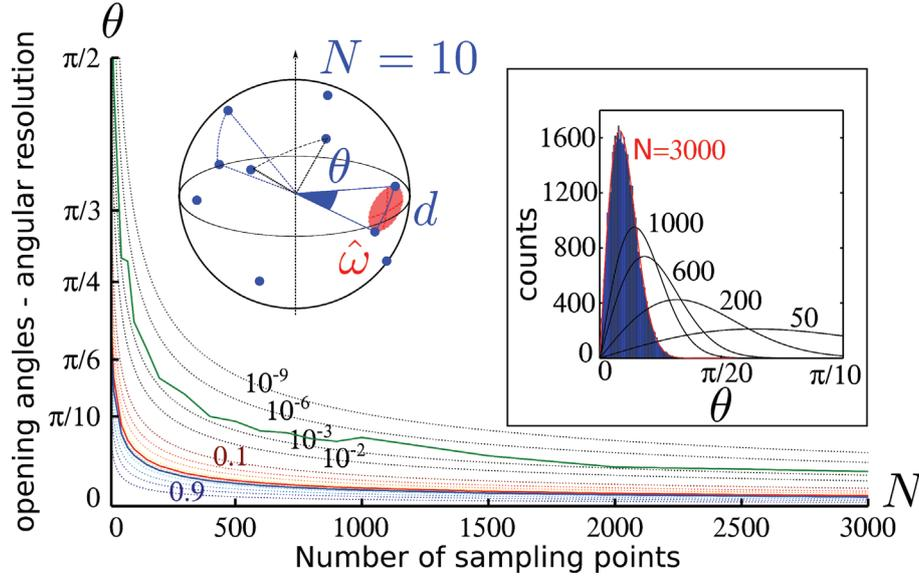 θ
opening angles - angular resolution
π/2
π/3
π/4
π/6
π/10
0
N = 10
θ
d
ω̂
10⁻⁹
10⁻⁶
10⁻³
10⁻²
0.1
0.9
0 500 1000 1500 2000 2500 3000
N
Number of sampling points
counts
1600
1200
800
400
0
N=3000
1000
600
200
50
0 π/20 π/10
θ